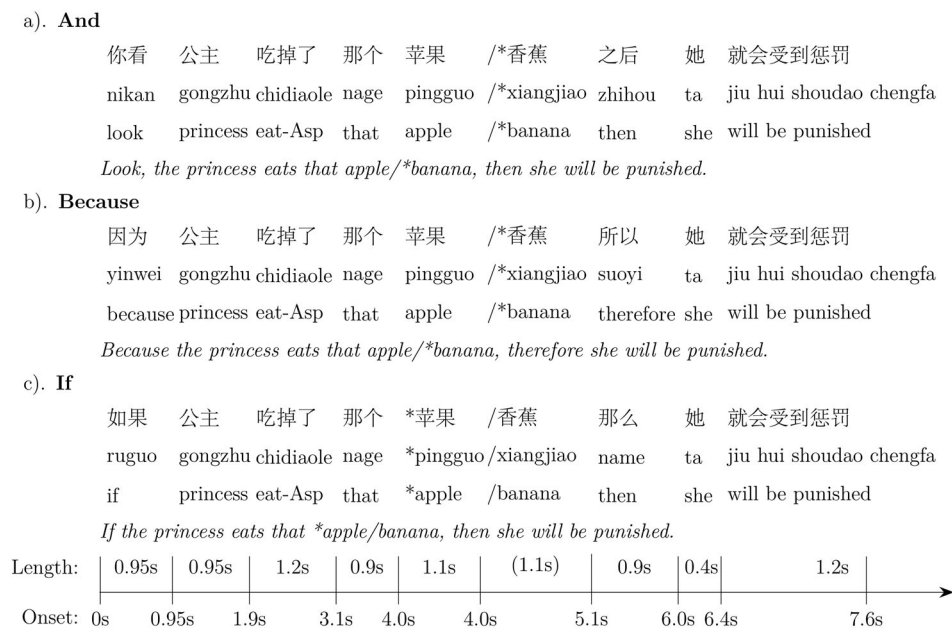 a). And
你看 公主 吃掉了 那个 苹果 /*香蕉 之后 她 就会受到惩罚
nikan gongzhu chidiaole nage pingguo /*xiangjiao zhihou ta jiu hui shoudao chengfa
look princess eat-Asp that apple /*banana then she will be punished
Look, the princess eats that apple/*banana, then she will be punished.
b). Because
因为 公主 吃掉了 那个 苹果 /*香蕉 所以 她 就会受到惩罚
yinwei gongzhu chidiaole nage pingguo /*xiangjiao suoyi ta jiu hui shoudao chengfa
because princess eat-Asp that apple /*banana therefore she will be punished
Because the princess eats that apple/*banana, therefore she will be punished.
c). If
如果 公主 吃掉了 那个 *苹果 /香蕉 那么 她 就会受到惩罚
ruguo gongzhu chidiaole nage *pingguo /xiangjiao name ta jiu hui shoudao chengfa
if princess eat-Asp that *apple /banana then she will be punished
If the princess eats that *apple/banana, then she will be punished.
Length: 0.95s 0.95s 1.2s 0.9s 1.1s (1.1s) 0.9s 0.4s 1.2s
Onset: 0s 0.95s 1.9s 3.1s 4.0s 4.0s 5.1s 6.0s 6.4s 7.6s